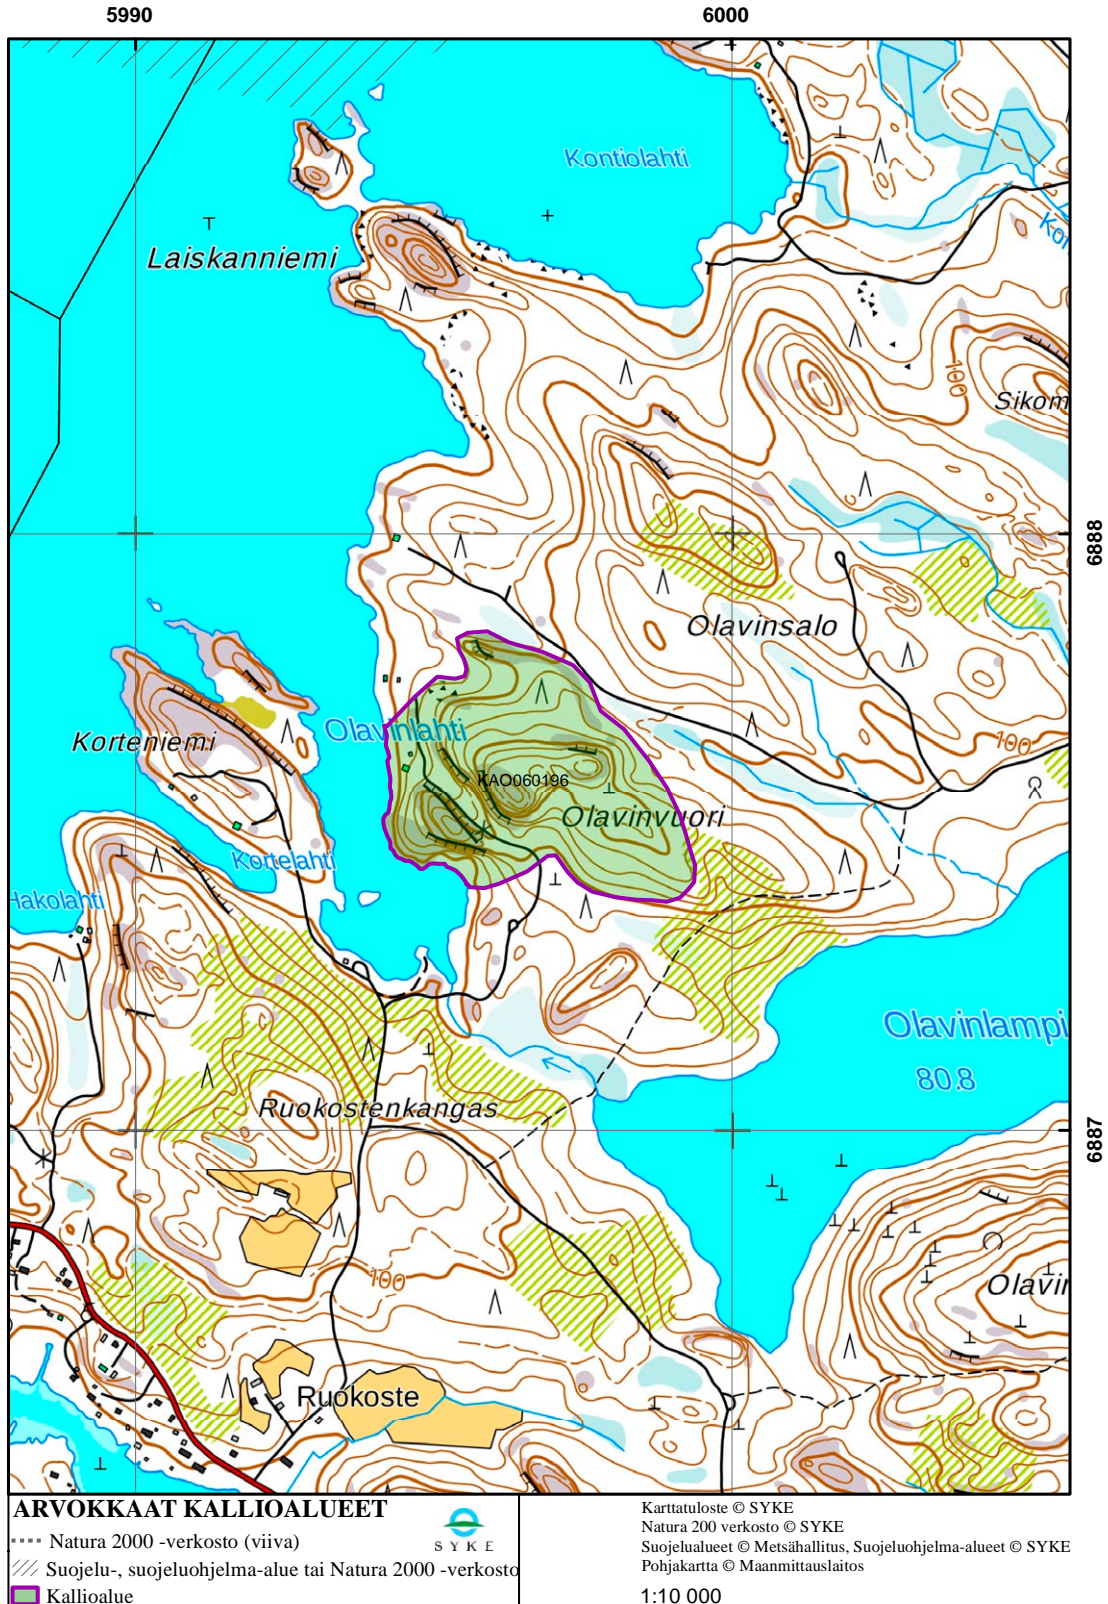 5990
6000
Kontiolahti
Laiskanniemi
Kor
100
Sikom
6888
Olavinsalo
Olavinlahti
Korteniemi
100
KAO060196
Olavinvuori
Kortelahti
Hakolahti
Olavinlampi
80.8
Ruokostenkangas
6887
100
Olavin
Ruokoste
ARVOKKAAT KALLIOALUEET
Natura 2000 -verkosto (viiva)
SYKE
Suojelu-, suojeluohjelma-alue tai Natura 2000 -verkosto
Kallioalue
Karttatuloste © SYKE
Natura 200 verkosto © SYKE
Suojelualueet © Metsähallitus, Suojeluohjelma-alueet © SYKE
Pohjakartta © Maanmittauslaitos
1:10 000